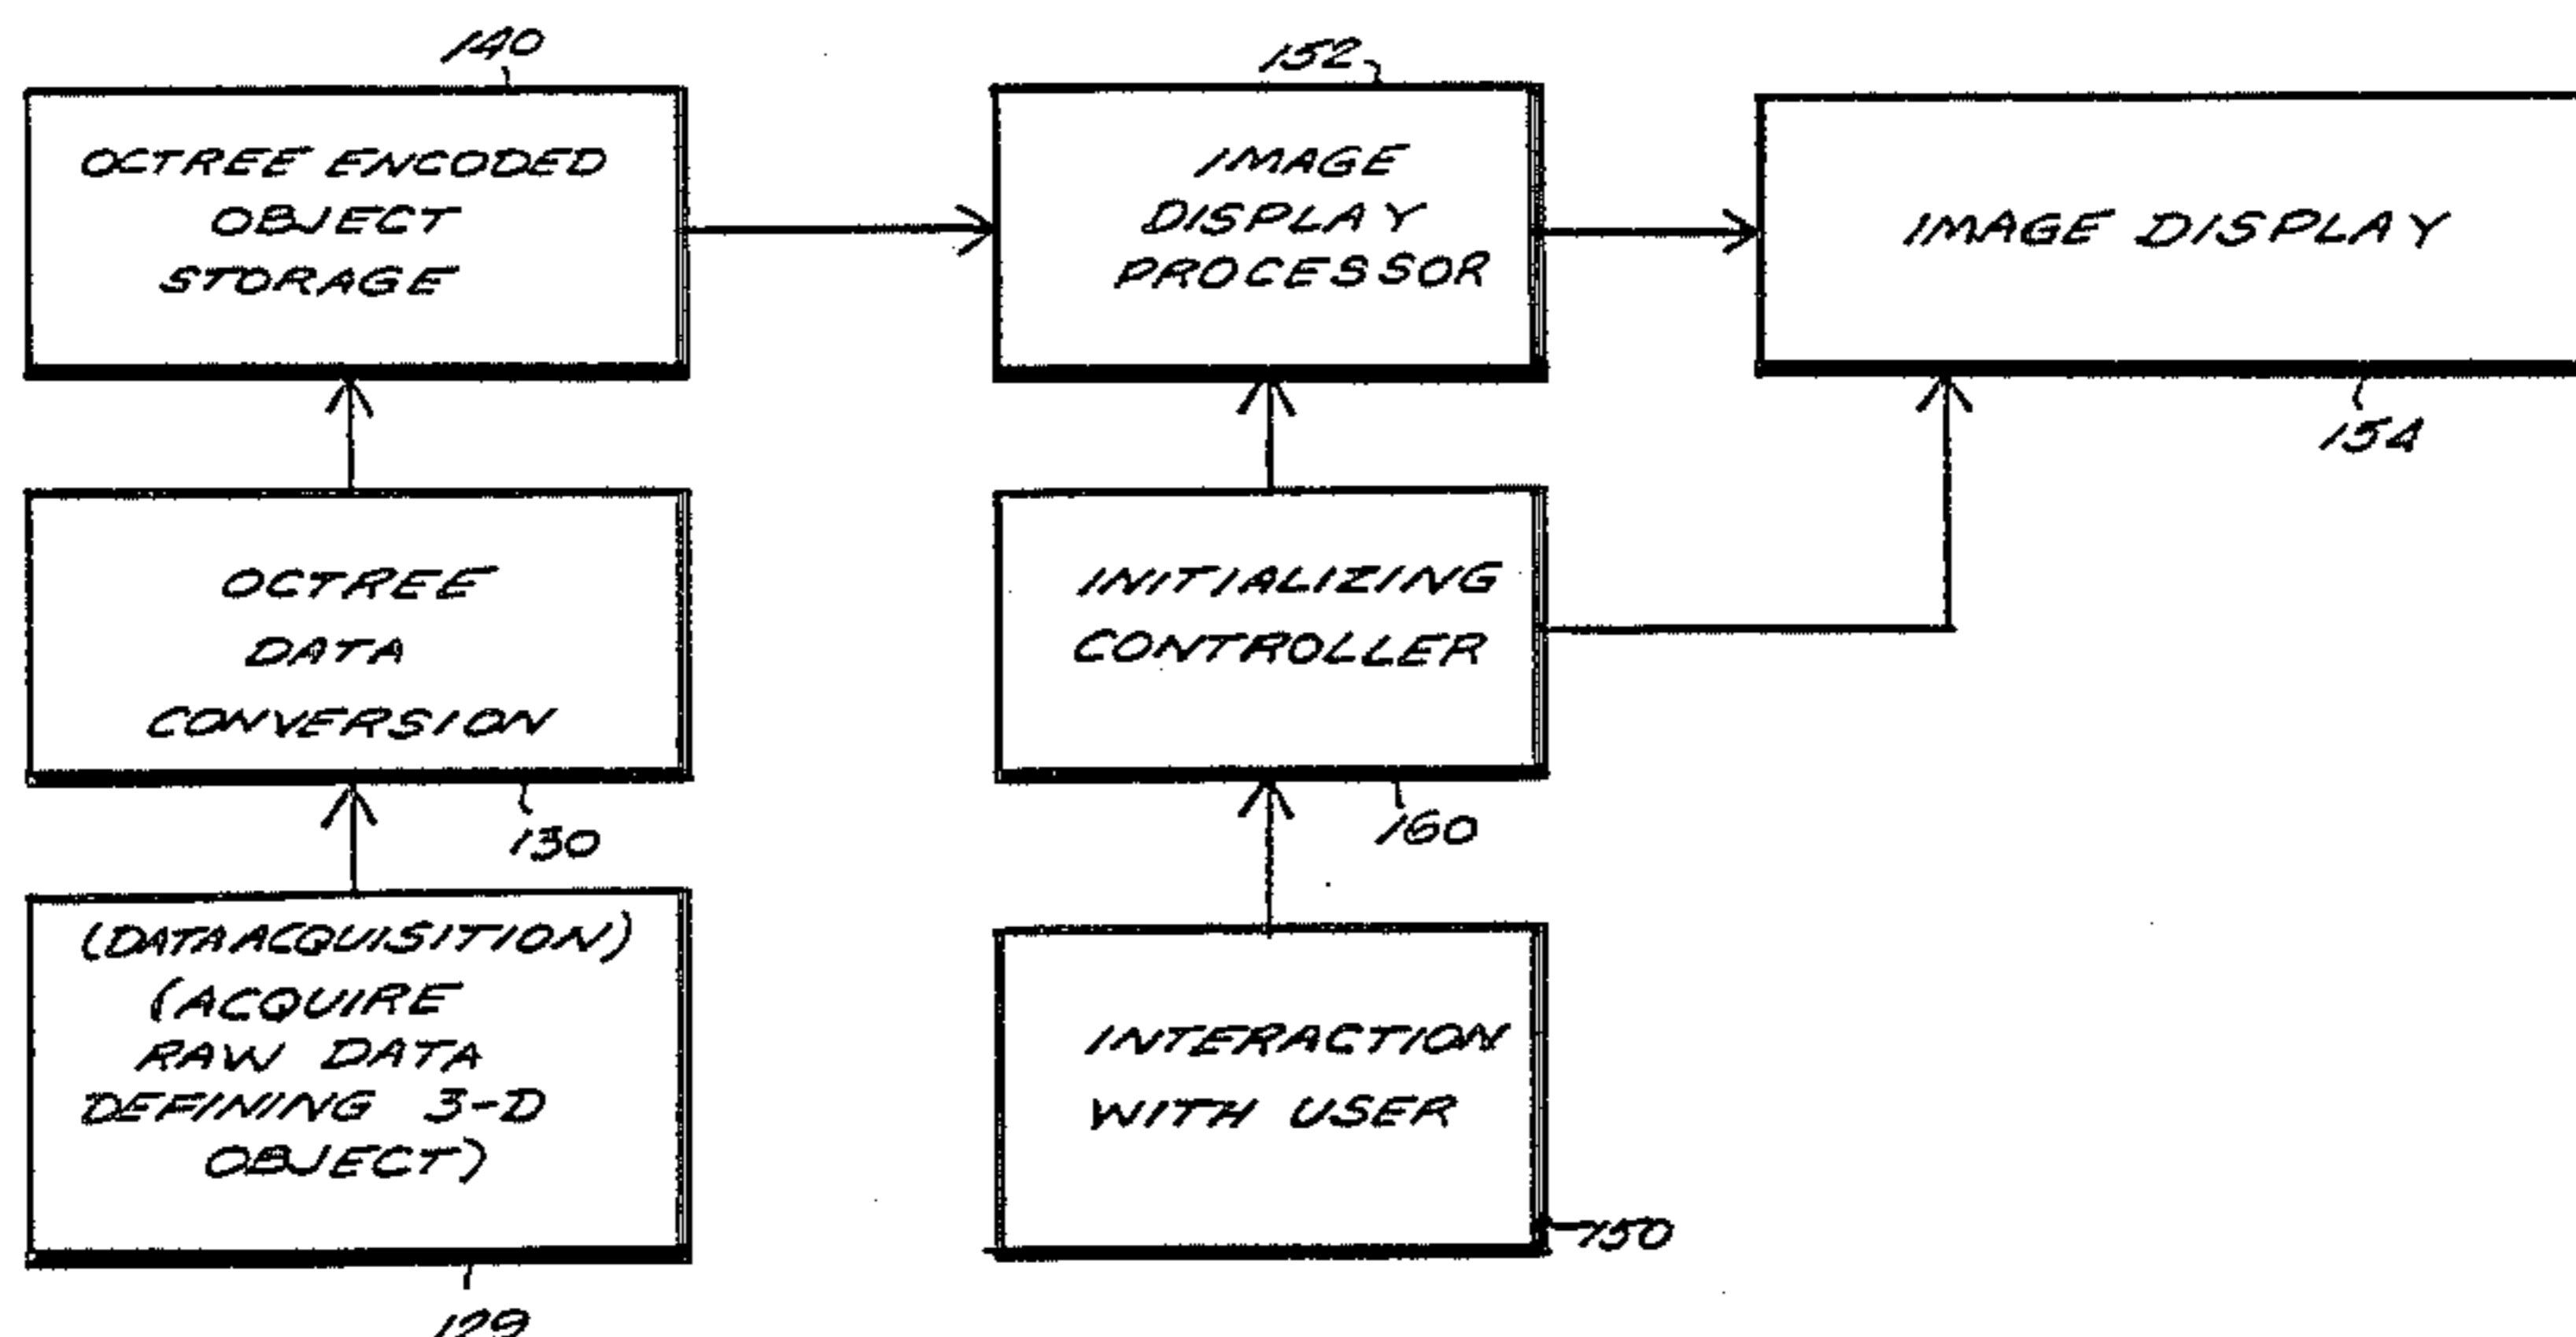 140
OCTREE ENCODED
OBJECT
STORAGE
152
IMAGE
DISPLAY
PROCESSOR
IMAGE DISPLAY
154
OCTREE
DATA
CONVERSION
130
INITIALIZING
CONTROLLER
160
(DATA ACQUISITION)
(ACQUIRE
RAW DATA
DEFINING 3-D
OBJECT)
129
INTERACTION
WITH USER
150